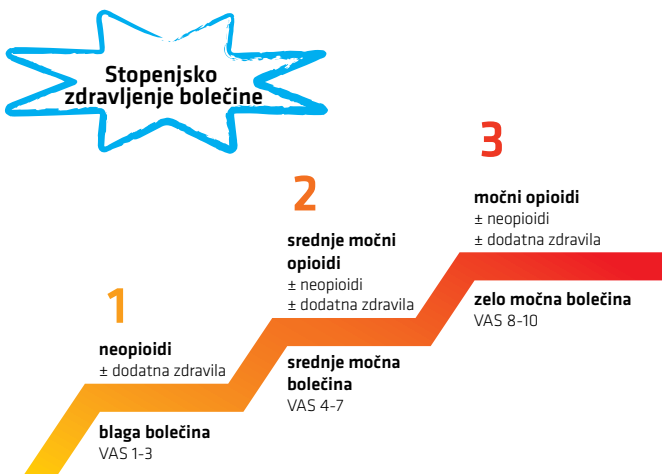 Stopenjsko
zdravljenje bolečine
1
neopioidi
± dodatna zdravila
blaga bolečina
VAS 1-3
2
srednje močni
opioidi
± neopioidi
± dodatna zdravila
srednje močna
bolečina
VAS 4-7
3
močni opioidi
± neopioidi
± dodatna zdravila
zelo močna bolečina
VAS 8-10